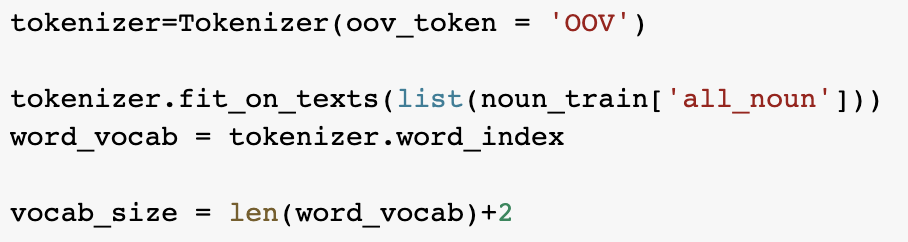 tokenizer=Tokenizer(oov_token = 'OOV')
tokenizer.fit_on_texts(list(noun_train['all_noun']))
word_vocab = tokenizer.word_index
vocab_size = len(word_vocab)+2